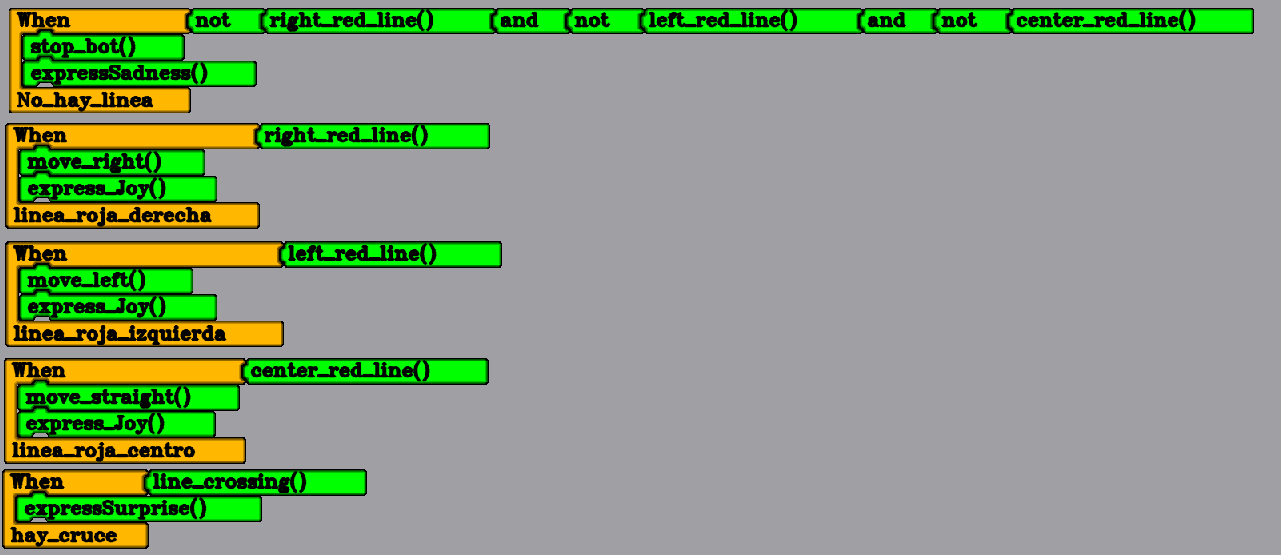 When not right_red_line() and not left_red_line() and not center_red_line()
stop_bot()
expressSadness()
No_hay_linea
When right_red_line()
move_right()
express_Joy()
linea_roja_derecha
When left_red_line()
move_left()
express_Joy()
linea_roja_izquierda
When center_red_line()
move_straight()
express_Joy()
linea_roja_centro
When line_crossing()
expressSurprise()
hay_cruce